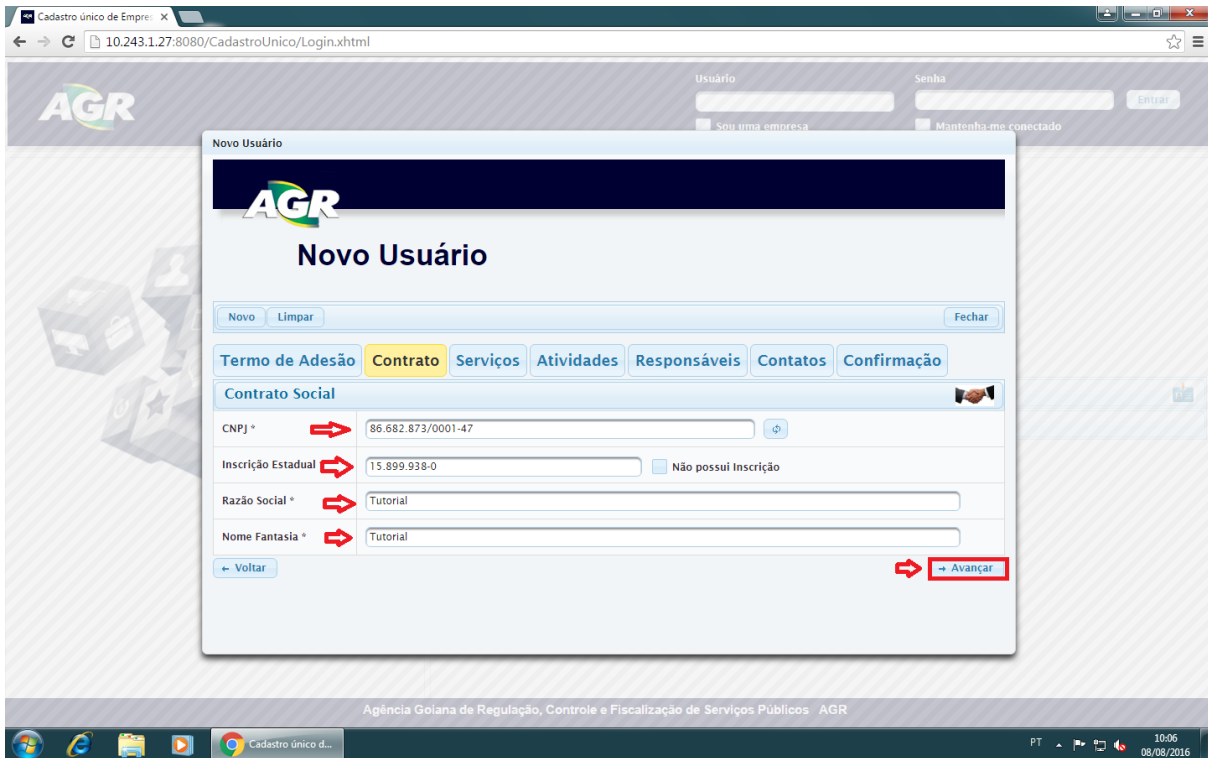 Cadastro único de Empres
10.243.1.27:8080/CadastroUnico/Login.xhtml
AGR
Usuário
Senha
Entrar
Sou uma empresa
Mantenha-me conectado
Novo Usuário
AGR
Novo Usuário
Novo
Limpar
Fechar
Termo de Adesão
Contrato
Serviços
Atividades
Responsáveis
Contatos
Confirmação
Contrato Social
CNPJ *
86.682.873/0001-47
Inscrição Estadual
15.899.938-0
Não possui Inscrição
Razão Social *
Tutorial
Nome Fantasia *
Tutorial
← Voltar
→ Avançar
Agência Goiana de Regulação, Controle e Fiscalização de Serviços Públicos AGR
Cadastro único d...
PT
10:06
08/08/2016